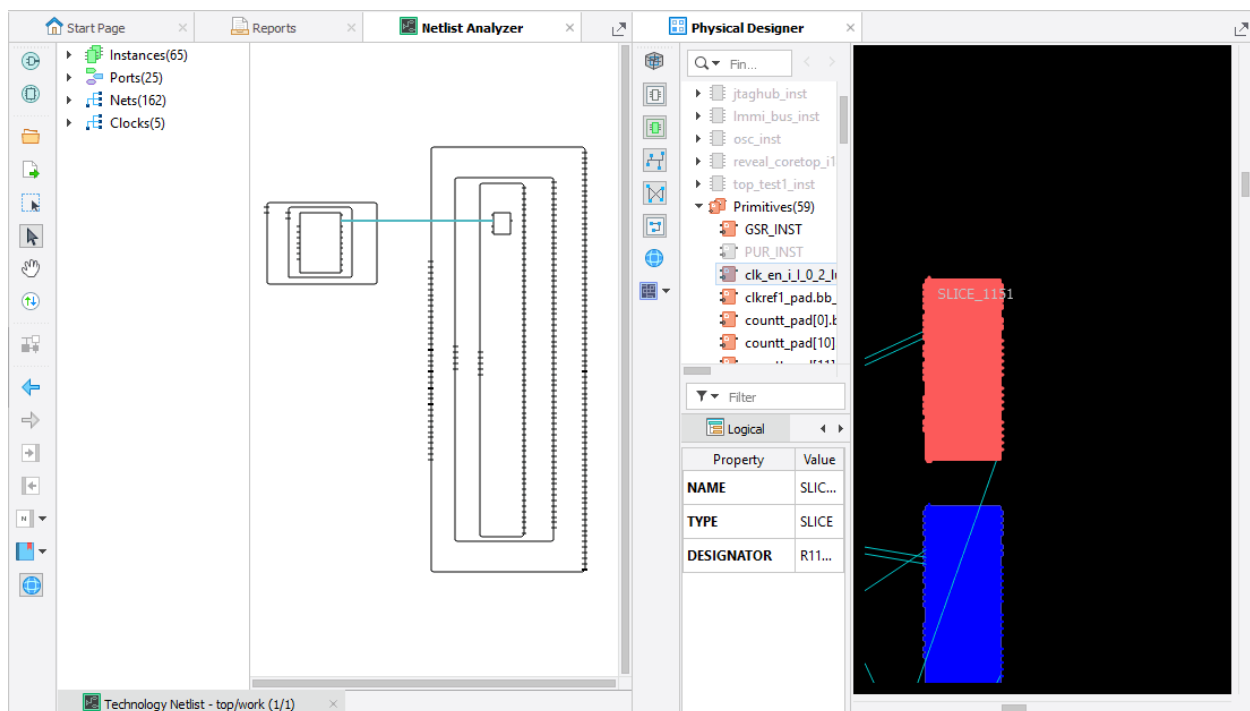 Start Page
Reports
Netlist Analyzer
Physical Designer
Instances(65)
Ports(25)
Nets(162)
Clocks(5)
N
Technology Netlist - top/work (1/1)
Fin...
jtaghub_inst
lmmi_bus_inst
osc_inst
reveal_coretop_i1
top_test1_inst
Primitives(59)
GSR_INST
PUR_INST
clk_en_i_l_0_2_l
clkref1_pad.bb_
countt_pad[0].b
countt_pad[10]
Filter
Logical
Property Value
NAME SLIC...
TYPE SLICE
DESIGNATOR R11...
SLICE_1151